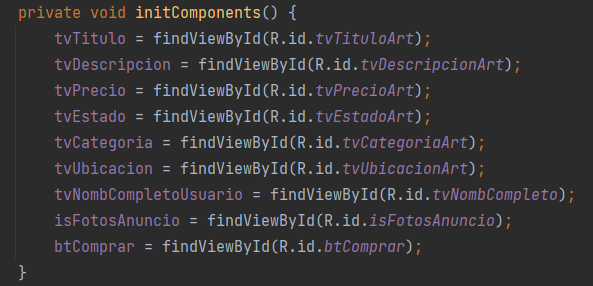 private void initComponents() {
    tvTitulo = findViewById(R.id.tvTituloArt);
    tvDescripcion = findViewById(R.id.tvDescripcionArt);
    tvPrecio = findViewById(R.id.tvPrecioArt);
    tvEstado = findViewById(R.id.tvEstadoArt);
    tvCategoria = findViewById(R.id.tvCategoriaArt);
    tvUbicacion = findViewById(R.id.tvUbicacionArt);
    tvNombCompletoUsuario = findViewById(R.id.tvNombCompleto);
    isFotosAnuncio = findViewById(R.id.isFotosAnuncio);
    btComprar = findViewById(R.id.btComprar);
}